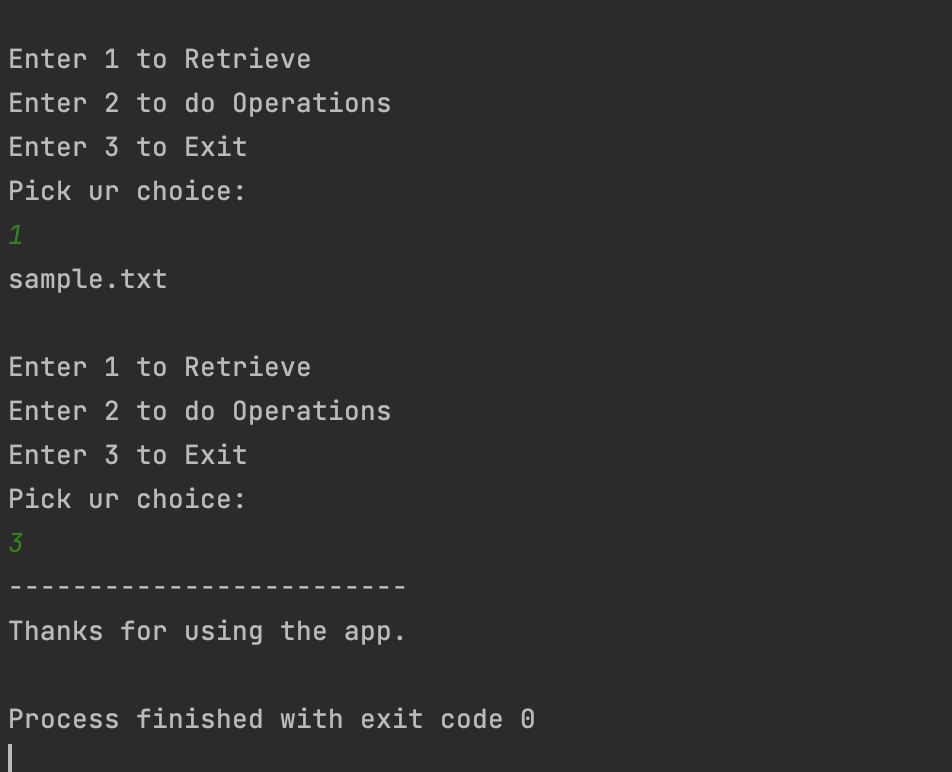 Enter 1 to Retrieve
Enter 2 to do Operations
Enter 3 to Exit
Pick ur choice:
1
sample.txt
Enter 1 to Retrieve
Enter 2 to do Operations
Enter 3 to Exit
Pick ur choice:
3
-------------------------
Thanks for using the app.
Process finished with exit code 0